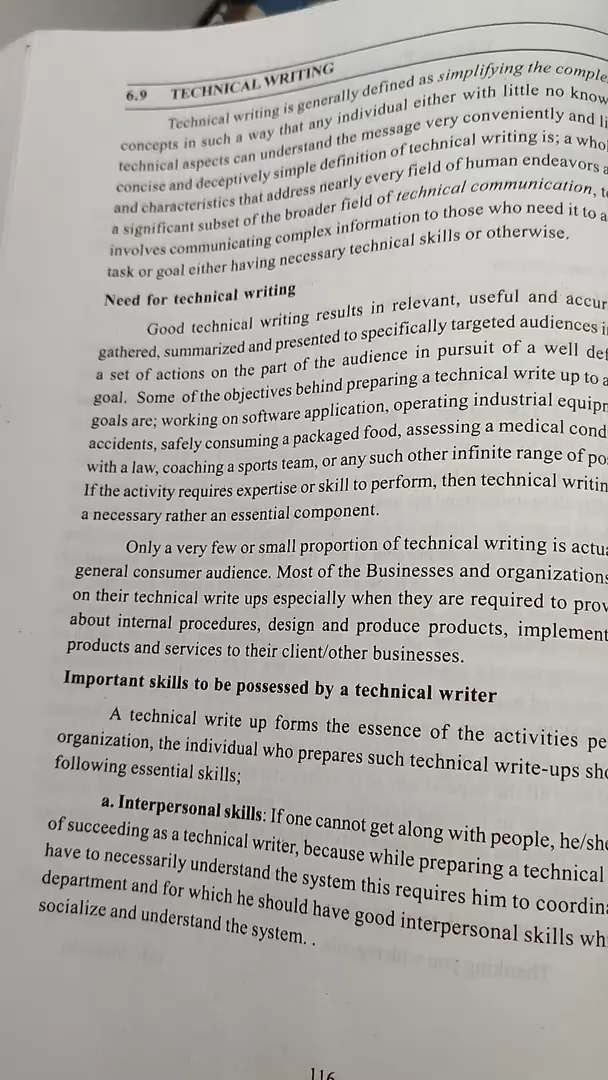 6.9 TECHNICAL WRITING
Technical writing is generally defined as simplifying the comple
concepts in such a way that any individual either with little no know
technical aspects can understand the message very conveniently and li
concise and deceptively simple definition of technical writing is; a who
and characteristics that address nearly every field of human endeavors a
a significant subset of the broader field of technical communication, te
involves communicating complex information to those who need it to a
task or goal either having necessary technical skills or otherwise.
Need for technical writing
Good technical writing results in relevant, useful and accur
gathered, summarized and presented to specifically targeted audiences i
a set of actions on the part of the audience in pursuit of a well def
goal. Some of the objectives behind preparing a technical write up to a
goals are; working on software application, operating industrial equipr
accidents, safely consuming a packaged food, assessing a medical cond
with a law, coaching a sports team, or any such other infinite range of po
If the activity requires expertise or skill to perform, then technical writin
a necessary rather an essential component.
Only a very few or small proportion of technical writing is actua
general consumer audience. Most of the Businesses and organizations
on their technical write ups especially when they are required to prov
about internal procedures, design and produce products, implement
products and services to their client/other businesses.
Important skills to be possessed by a technical writer
A technical write up forms the essence of the activities pe
organization, the individual who prepares such technical write-ups sho
following essential skills;
a. Interpersonal skills: If one cannot get along with people, he/she
of succeeding as a technical writer, because while preparing a technical
have to necessarily understand the system this requires him to coordina
department and for which he should have good interpersonal skills wh
socialize and understand the system. .
116